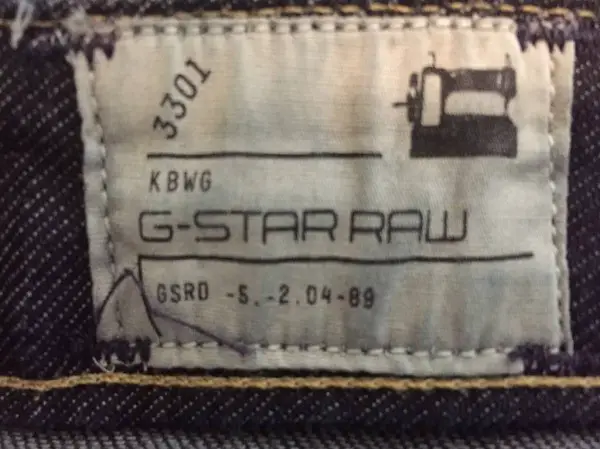 3301
KBWG
G-STAR RAW
GSRD -5.-2.04-89